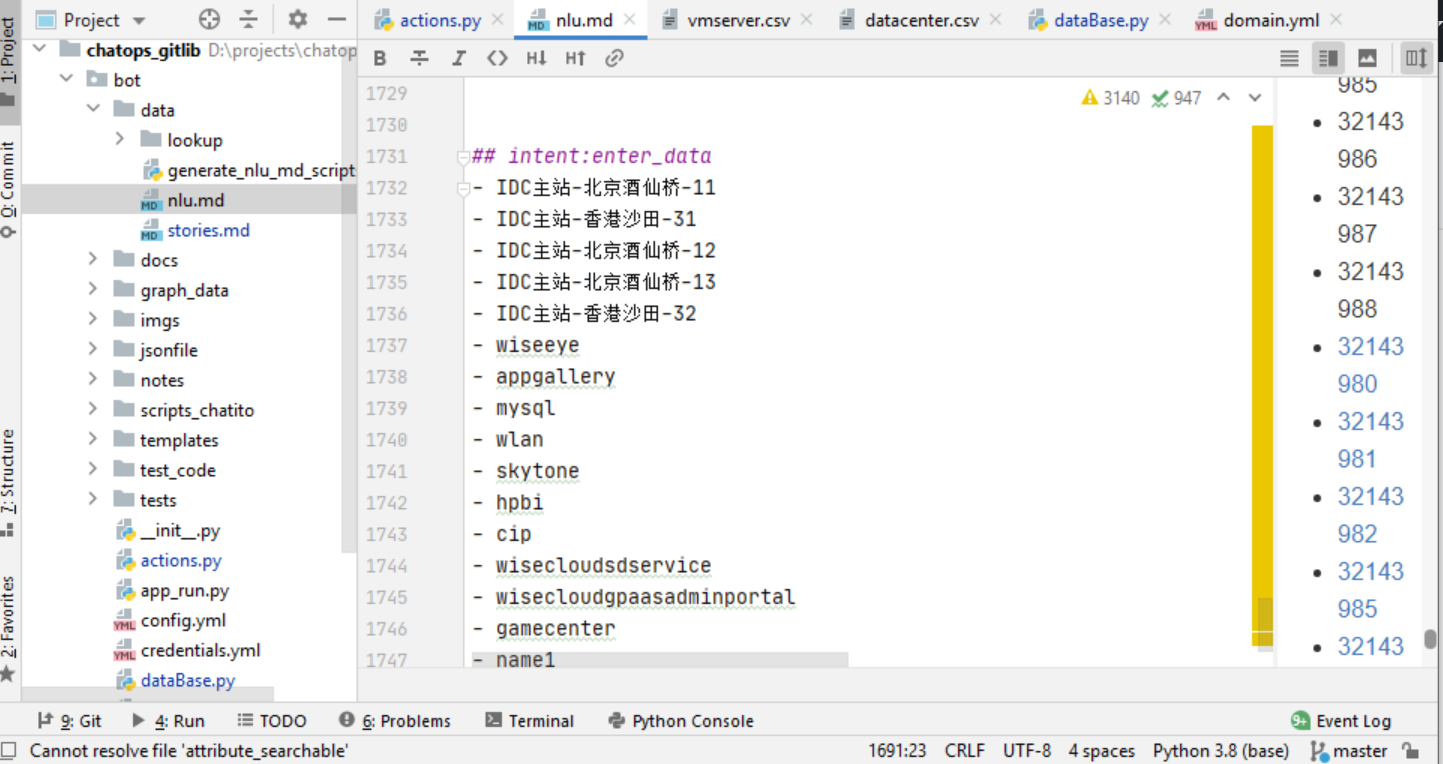 Project
actions.py
nlu.md
vmserver.csv
datacenter.csv
dataBase.py
domain.yml
1: Project
0: Commit
7: Structure
2: Favorites
chatops_gitlib D:\projects\chatop
bot
data
lookup
generate_nlu_md_script
nlu.md
stories.md
docs
graph_data
imgs
jsonfile
notes
scripts_chatito
templates
test_code
tests
__init__.py
actions.py
app_run.py
config.yml
credentials.yml
dataBase.py
B I <> H↓ H↑
3140 947
1729
1730
1731 ## intent:enter_data
1732 - IDC主站-北京酒仙桥-11
1733 - IDC主站-香港沙田-31
1734 - IDC主站-北京酒仙桥-12
1735 - IDC主站-北京酒仙桥-13
1736 - IDC主站-香港沙田-32
1737 - wiseeye
1738 - appgallery
1739 - mysql
1740 - wlan
1741 - skytone
1742 - hpbi
1743 - cip
1744 - wisecloudsdservice
1745 - wisecloudgpaasadminportal
1746 - gamecenter
1747 - name1
985
• 32143
986
• 32143
987
• 32143
988
• 32143
980
• 32143
981
• 32143
982
• 32143
985
• 32143
9: Git
4: Run
TODO
6: Problems
Terminal
Python Console
9+ Event Log
Cannot resolve file 'attribute_searchable'
1691:23 CRLF UTF-8 4 spaces Python 3.8 (base) master